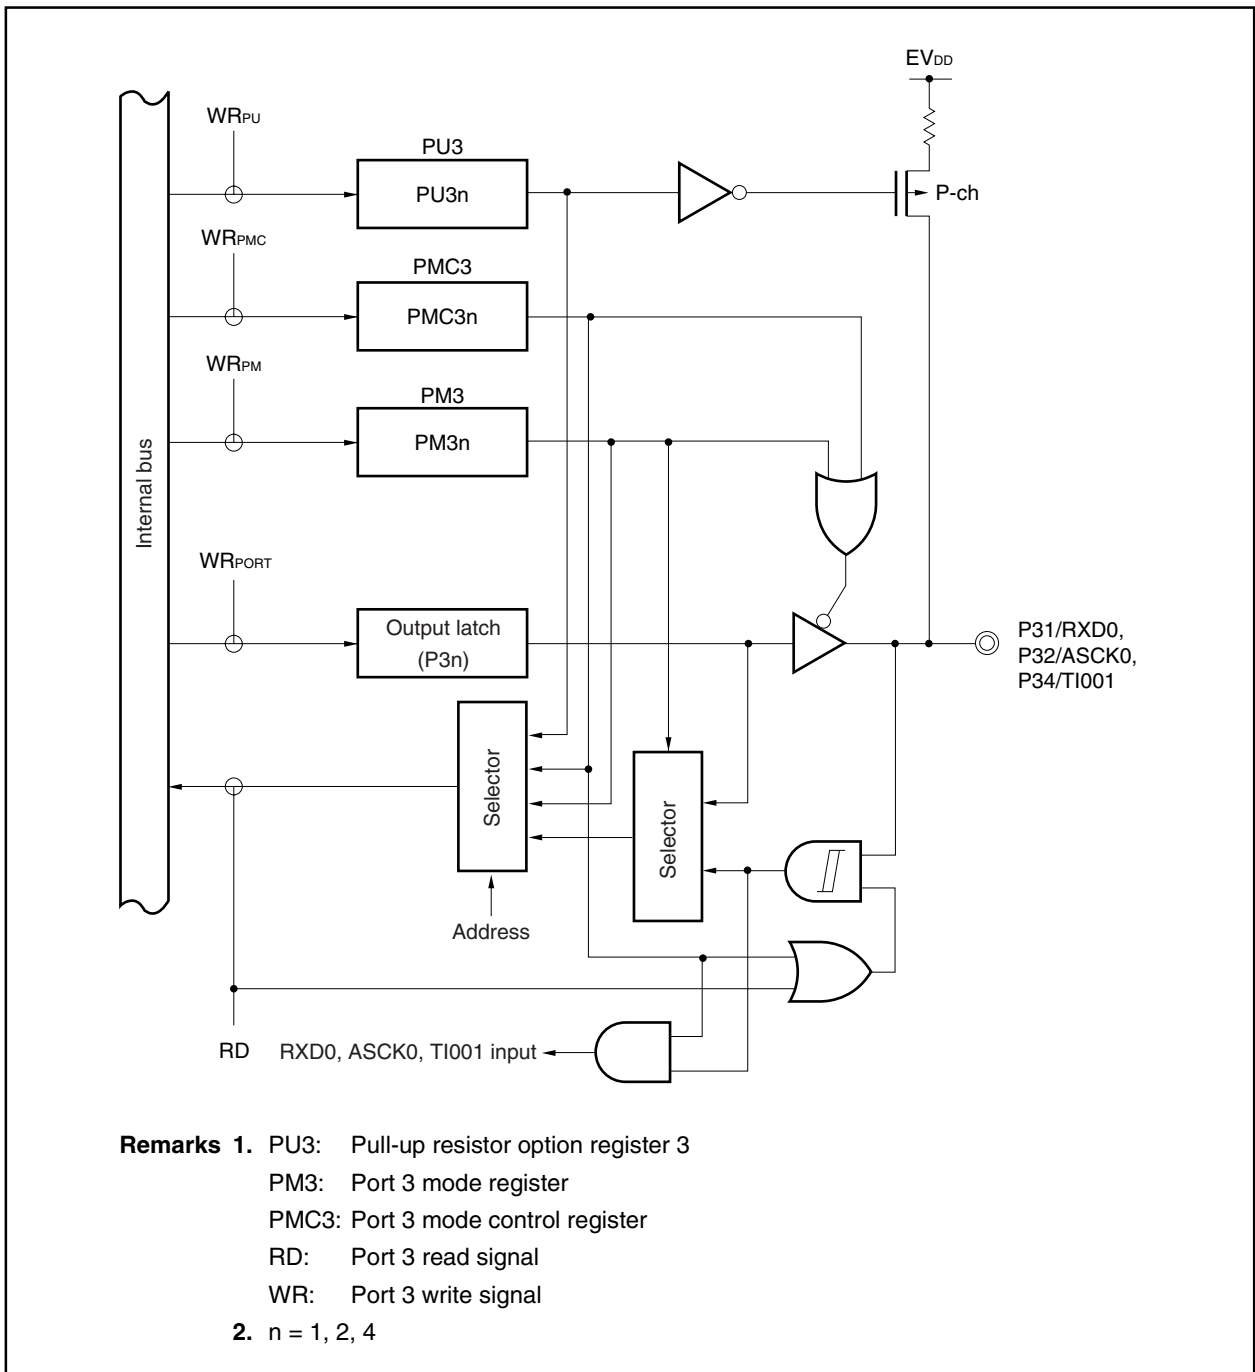 EVDD
WRPU
PU3
PU3n
P-ch
WRPMC
PMC3
PMC3n
WRPM
PM3
PM3n
Internal bus
WRPORT
Output latch
(P3n)
P31/RXD0,
P32/ASCK0,
P34/TI001
Selector
Selector
Address
RD
RXD0, ASCK0, TI001 input
Remarks 1. PU3: Pull-up resistor option register 3
PM3: Port 3 mode register
PMC3: Port 3 mode control register
RD: Port 3 read signal
WR: Port 3 write signal
2. n = 1, 2, 4